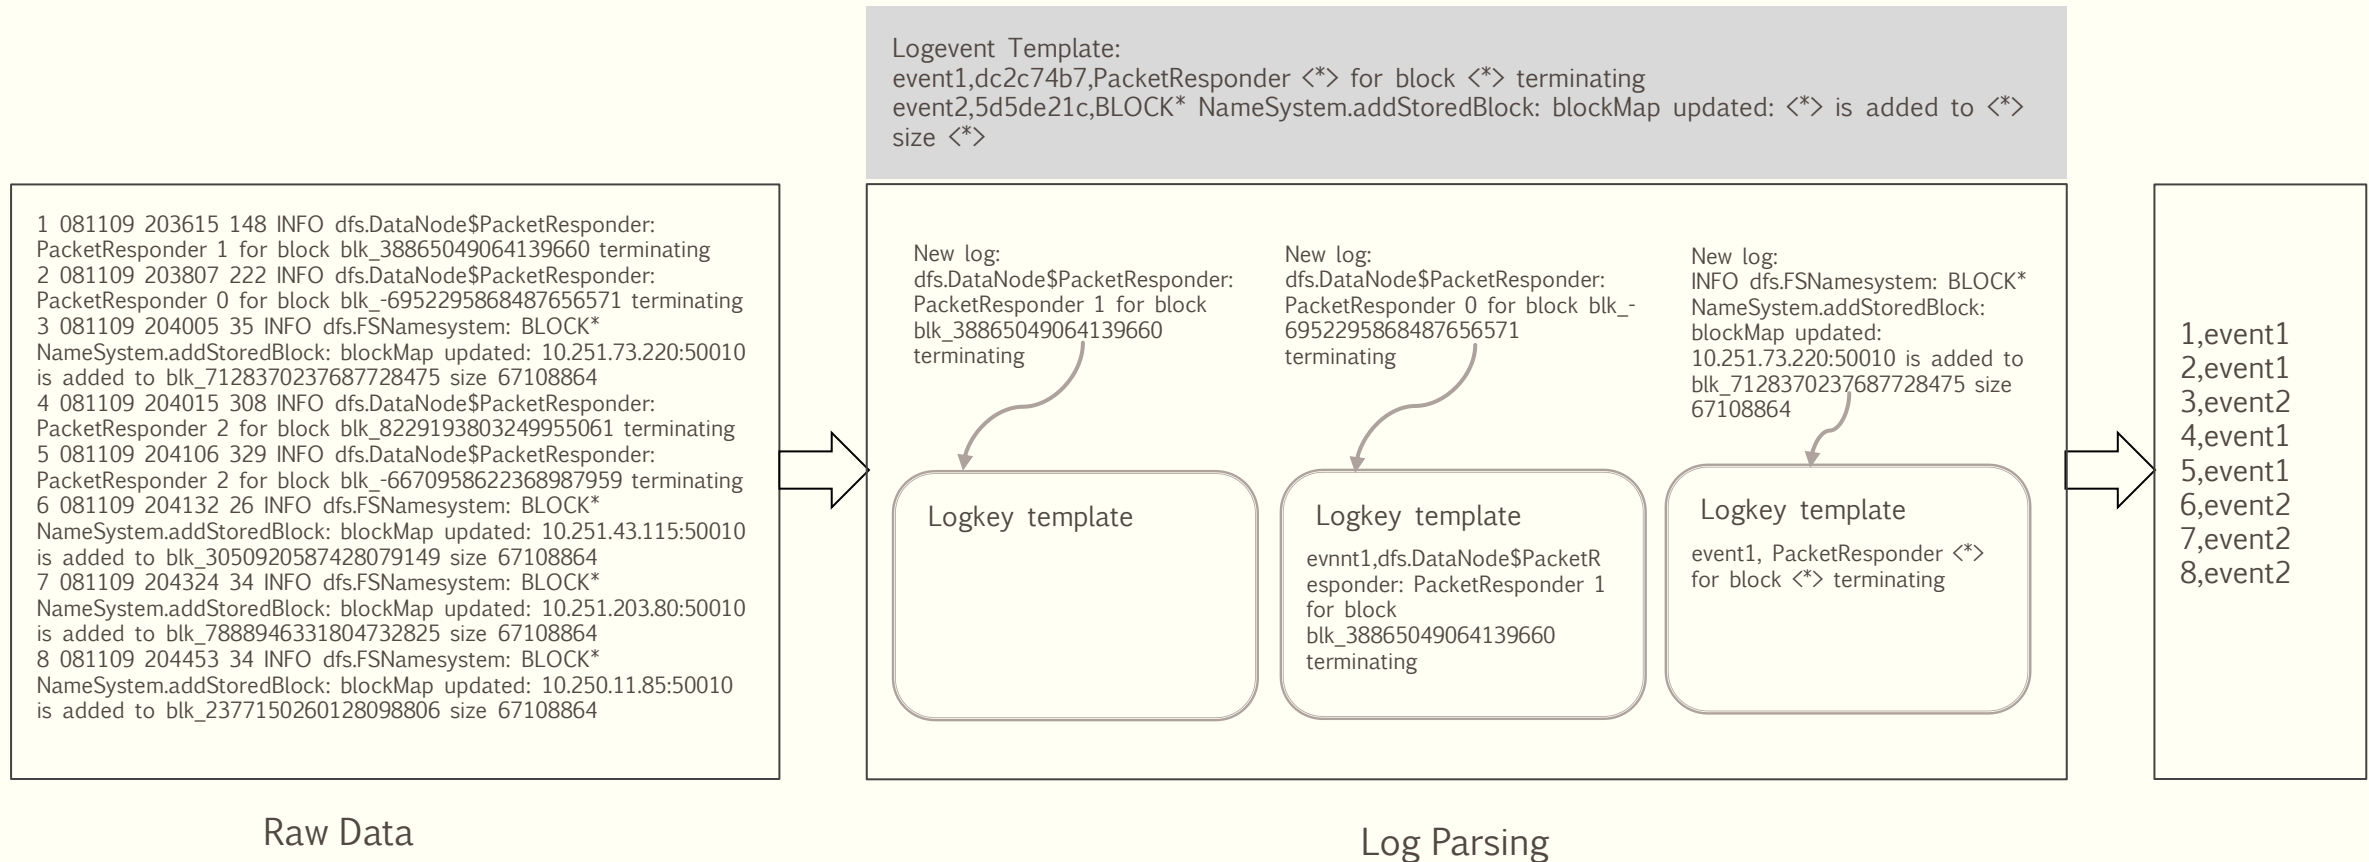 Logevent Template:
event1,dc2c74b7,PacketResponder <*> for block <*> terminating
event2,5d5de21c,BLOCK* NameSystem.addStoredBlock: blockMap updated: <*> is added to <*>
size <*>
1 081109 203615 148 INFO dfs.DataNode$PacketResponder:
PacketResponder 1 for block blk_38865049064139660 terminating
2 081109 203807 222 INFO dfs.DataNode$PacketResponder:
PacketResponder 0 for block blk_-6952295868487656571 terminating
3 081109 204005 35 INFO dfs.FSNamesystem: BLOCK*
NameSystem.addStoredBlock: blockMap updated: 10.251.73.220:50010
is added to blk_7128370237687728475 size 67108864
4 081109 204015 308 INFO dfs.DataNode$PacketResponder:
PacketResponder 2 for block blk_8229193803249955061 terminating
5 081109 204106 329 INFO dfs.DataNode$PacketResponder:
PacketResponder 2 for block blk_-6670958622368987959 terminating
6 081109 204132 26 INFO dfs.FSNamesystem: BLOCK*
NameSystem.addStoredBlock: blockMap updated: 10.251.43.115:50010
is added to blk_3050920587428079149 size 67108864
7 081109 204324 34 INFO dfs.FSNamesystem: BLOCK*
NameSystem.addStoredBlock: blockMap updated: 10.251.203.80:50010
is added to blk_7888946331804732825 size 67108864
8 081109 204453 34 INFO dfs.FSNamesystem: BLOCK*
NameSystem.addStoredBlock: blockMap updated: 10.250.11.85:50010
is added to blk_2377150260128098806 size 67108864
New log:
dfs.DataNode$PacketResponder:
PacketResponder 1 for block
blk_38865049064139660
terminating
Logkey template
New log:
dfs.DataNode$PacketResponder:
PacketResponder 0 for block blk_-
6952295868487656571
terminating
Logkey template
evnnt1,dfs.DataNode$PacketR
esponder: PacketResponder 1
for block
blk_38865049064139660
terminating
New log:
INFO dfs.FSNamesystem: BLOCK*
NameSystem.addStoredBlock:
blockMap updated:
10.251.73.220:50010 is added to
blk_7128370237687728475 size
67108864
Logkey template
event1, PacketResponder <*>
for block <*> terminating
1,event1
2,event1
3,event2
4,event1
5,event1
6,event2
7,event2
8,event2
Raw Data
Log Parsing